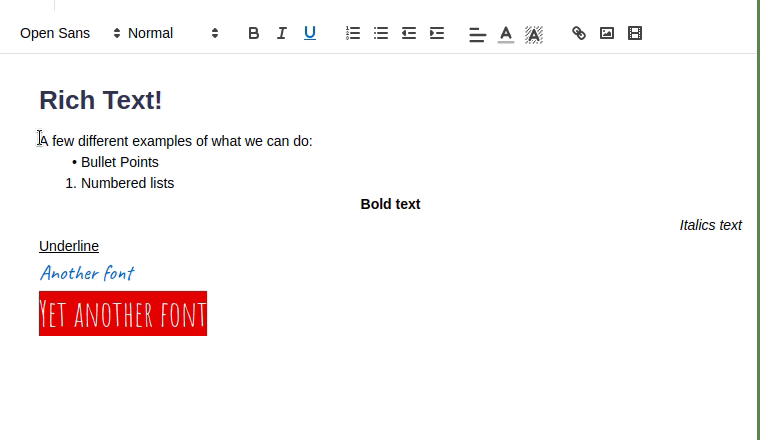 Open Sans Normal B I U A A
Rich Text!
A few different examples of what we can do:
• Bullet Points
1. Numbered lists
Bold text
Italics text
Underline
Another font
Yet another font